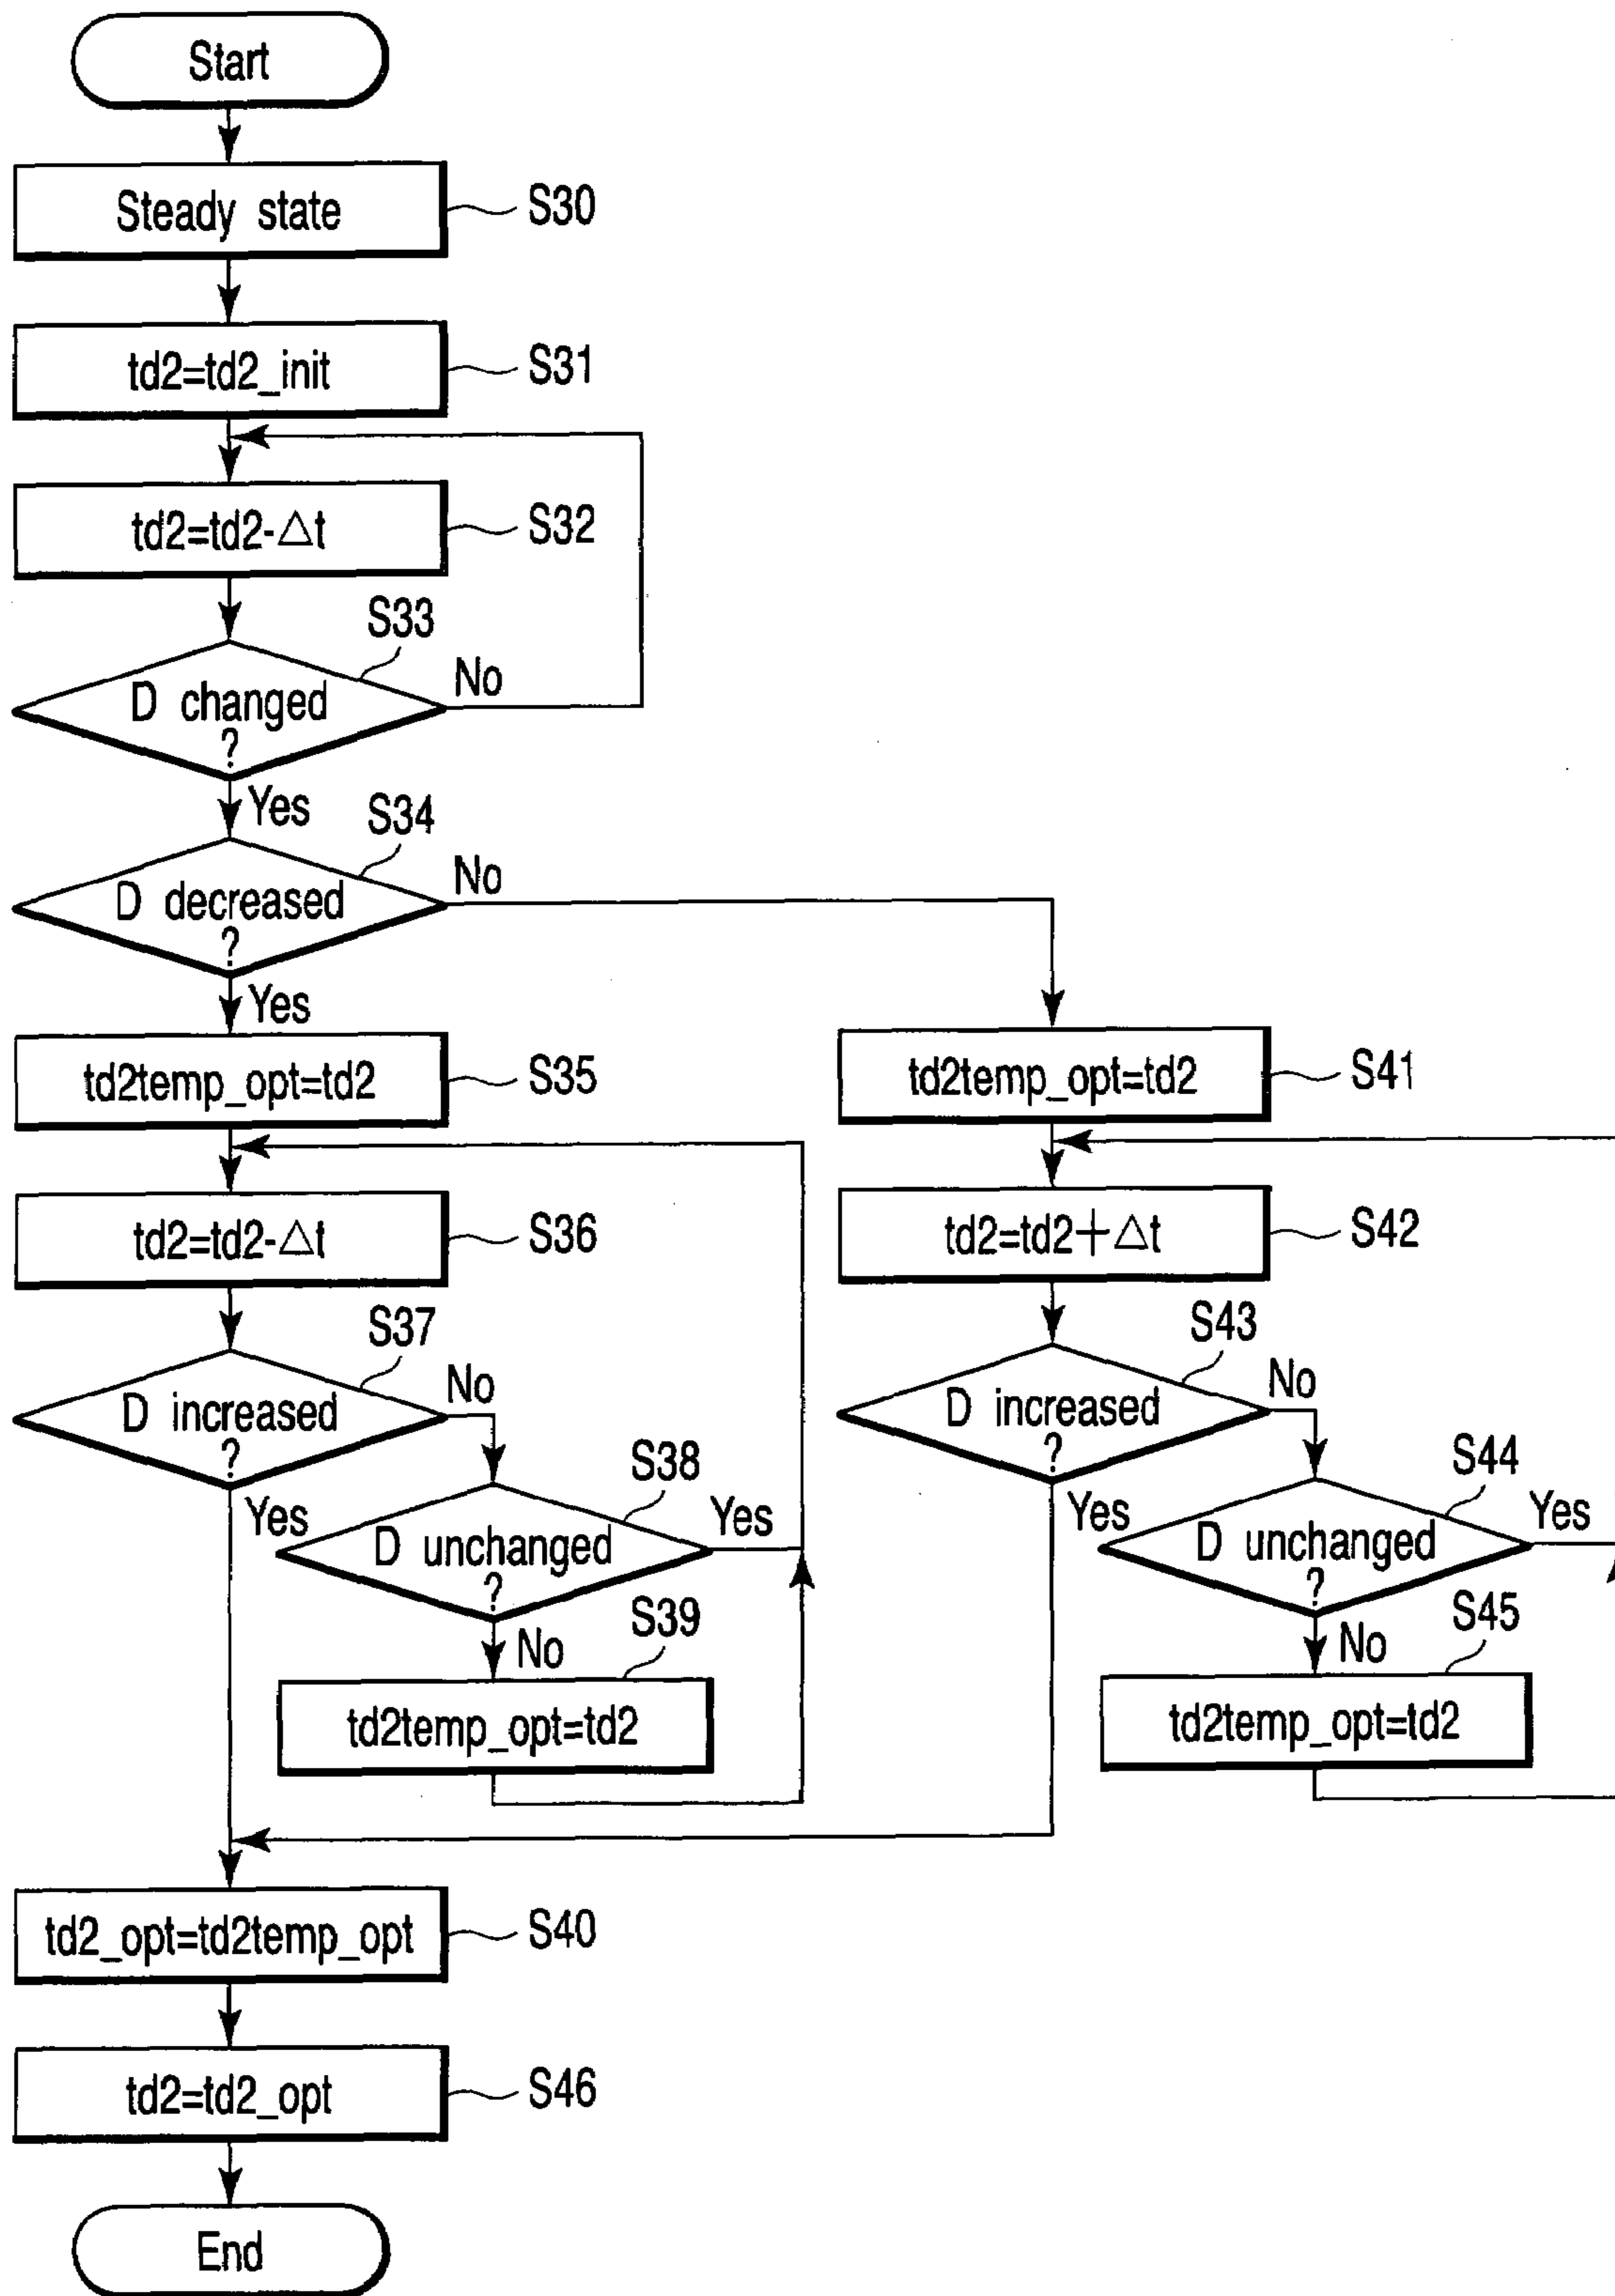 Start
Steady state
S30
td2=td2_init
S31
td2=td2-△t
S32
S33
D changed
?
No
Yes
S34
D decreased
?
No
Yes
td2temp_opt=td2
S35
td2temp_opt=td2
S41
td2=td2-△t
S36
td2=td2+△t
S42
S37
D increased
?
No
Yes
S38
D unchanged
?
Yes
No
S39
td2temp_opt=td2
S43
D increased
?
No
Yes
S44
D unchanged
?
Yes
No
S45
td2temp_opt=td2
td2_opt=td2temp_opt
S40
td2=td2_opt
S46
End